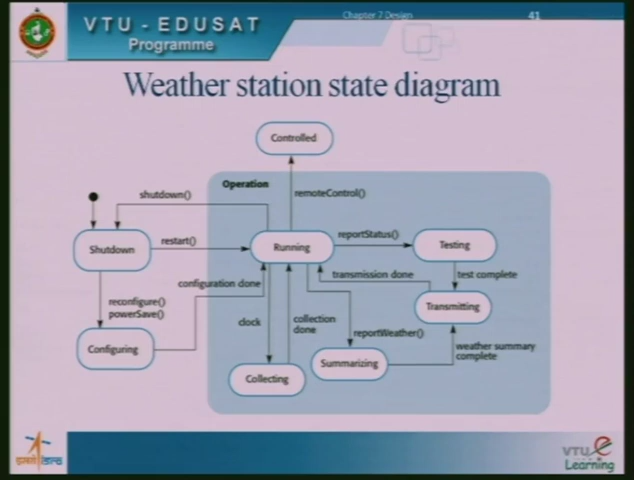 VTU - EDUSAT
Programme
Chapter 7 Design
41
Weather station state diagram
Controlled
Operation
remoteControl()
shutdown()
Shutdown
restart()
Running
reportStatus()
Testing
configuration done
transmission done
test complete
reconfigure()
powerSave()
Transmitting
clock
collection
done
reportWeather()
Configuring
weather summary
complete
Summarizing
Collecting
VTU
Learning